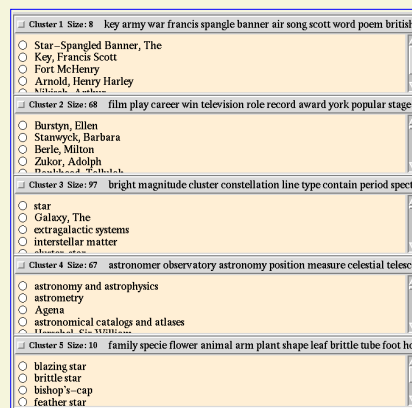 Cluster 1 Size: 8 key army war francis spangle banner air song scott word poem british
Star-Spangled Banner, The
Key, Francis Scott
Fort McHenry
Arnold, Henry Harley
Cluster 2 Size: 68 film play career win television role record award york popular stage
Burstyn, Ellen
Stanwyck, Barbara
Berle, Milton
Zukor, Adolph
Cluster 3 Size: 97 bright magnitude cluster constellation line type contain period spect
star
Galaxy, The
extragalactic systems
interstellar matter
Cluster 4 Size: 67 astronomer observatory astronomy position measure celestial telesc
astronomy and astrophysics
astrometry
Agena
astronomical catalogs and atlases
Cluster 5 Size: 10 family specie flower animal arm plant shape leaf brittle tube foot ho
blazing star
brittle star
bishop's-cap
feather star